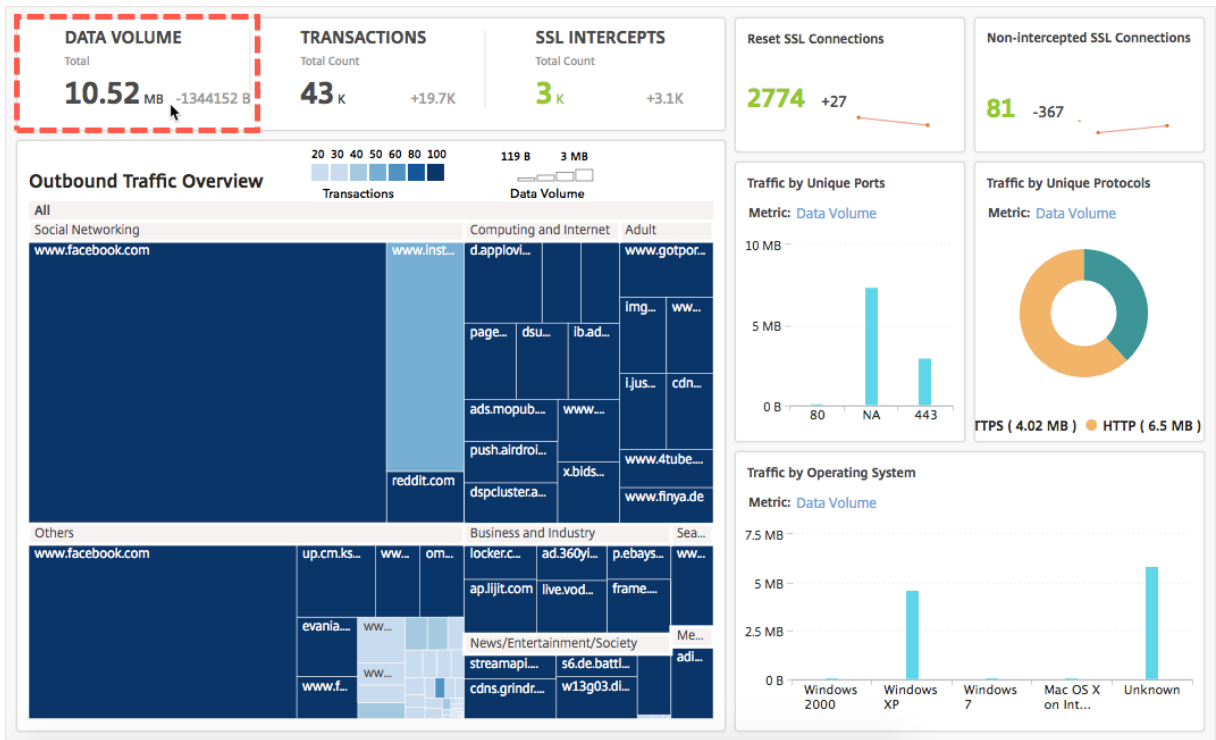 DATA VOLUME
Total
10.52 MB -1344152 B
TRANSACTIONS
Total Count
43 K +19.7K
SSL INTERCEPTS
Total Count
3 K +3.1K
Reset SSL Connections
2774 +27
Non-intercepted SSL Connections
81 -367
Outbound Traffic Overview
20 30 40 50 60 80 100
Transactions
119 B 3 MB
Data Volume
All
Social Networking
www.facebook.com
www.inst...
reddit.com
Computing and Internet
d.applovi...
page... dsu... ib.ad...
ads.mopub.... www....
push.airdroi...
x.bids...
dspcluster.a...
Adult
www.gotpor...
img... ww...
i.jus... cdn...
www.4tube....
www.finya.de
Others
www.facebook.com
up.cm.ks... ww... om...
evania.... ww...
ww...
www.f...
Business and Industry
locker.c... ad.360yi... p.ebays...
ap.lijit.com live.vod... frame....
Sea...
ww...
News/Entertainment/Society
streamapi.... s6.de.battl...
cdns.grindr.... w13g03.di...
Me...
adi...
Traffic by Unique Ports
Metric: Data Volume
10 MB
5 MB
0 B
80 NA 443
Traffic by Unique Protocols
Metric: Data Volume
TTPS ( 4.02 MB ) HTTP ( 6.5 MB )
Traffic by Operating System
Metric: Data Volume
7.5 MB
5 MB
2.5 MB
0 B
Windows 2000
Windows XP
Windows 7
Mac OS X on Int...
Unknown